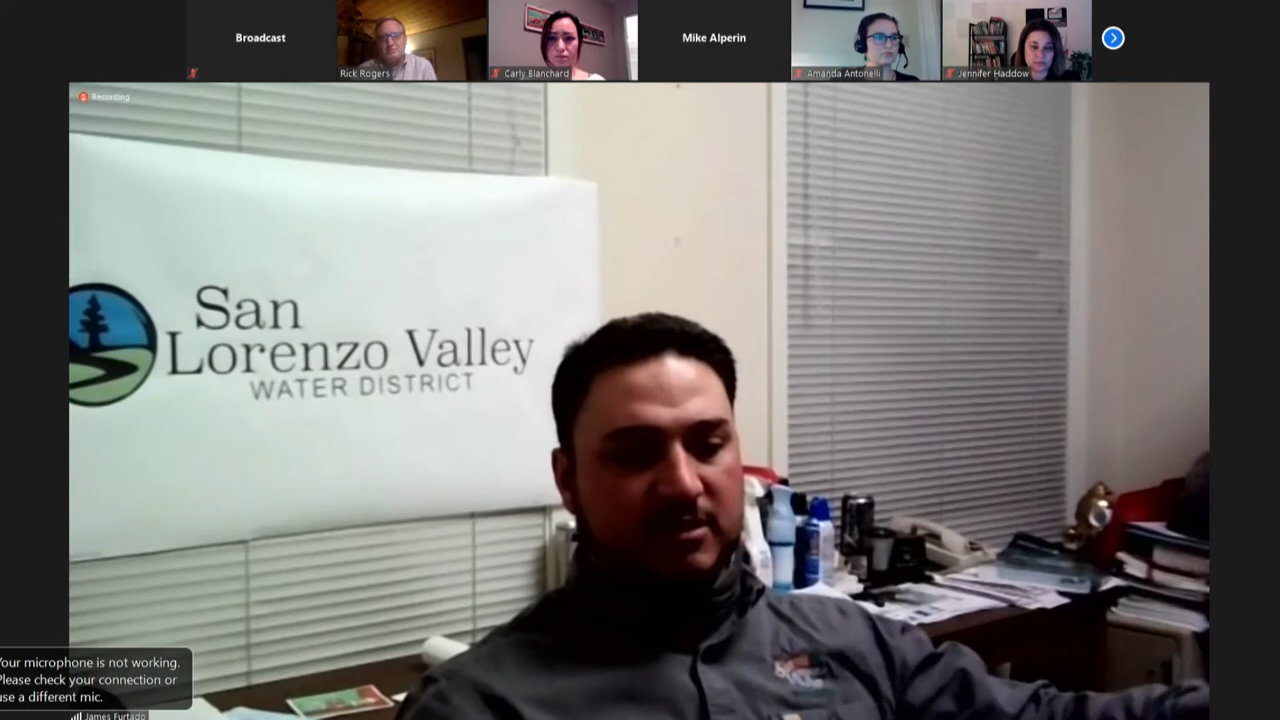 Broadcast
Rick Rogers
Carly Blanchard
Mike Alperin
Amanda Antonelli
Jennifer Haddow
Recording
San
Lorenzo Valley
WATER DISTRICT
Your microphone is not working.
Please check your connection or
use a different mic.
James Furtado